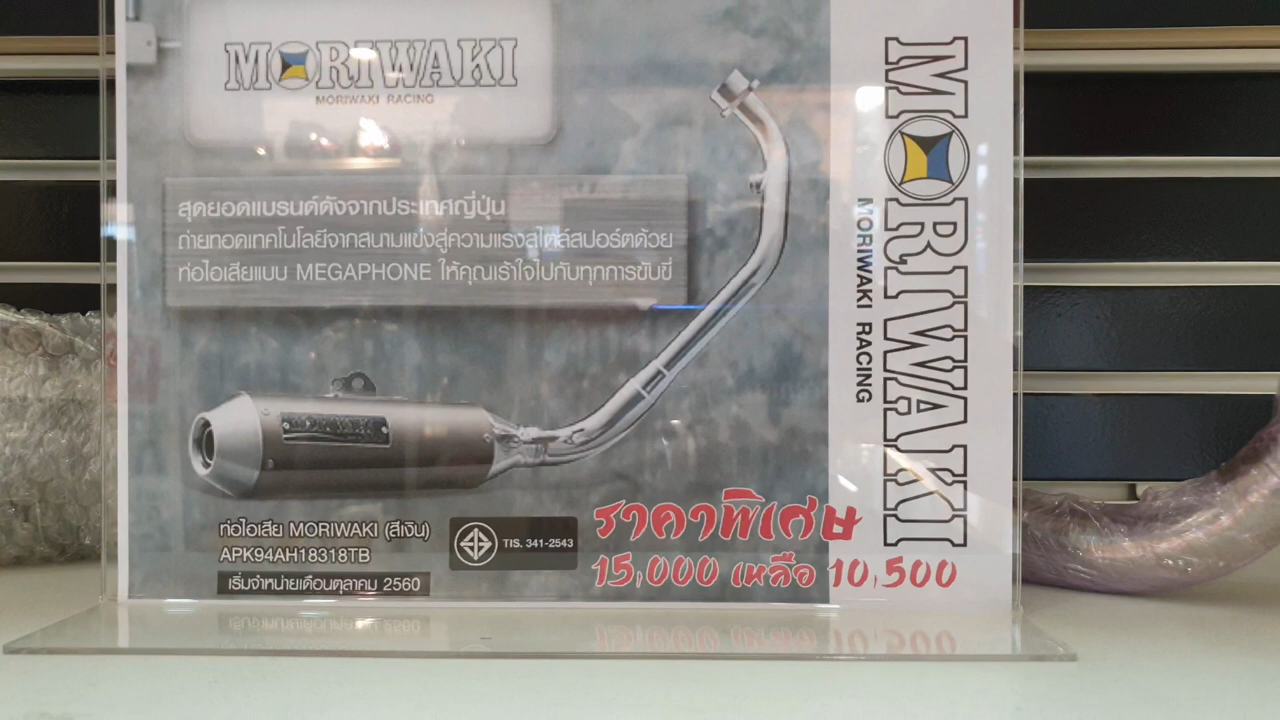 MORIWAKI
MORIWAKI RACING
สุดยอดแบรนด์ดังจากประเทศญี่ปุ่น
ถ่ายทอดเทคโนโลยีจากสนามแข่งสู่ความแรงสไตล์สปอร์ตด้วย
ท่อไอเสียแบบ MEGAPHONE ให้คุณเร้าใจไปกับทุกการขับขี่
MORIWAKI
ท่อไอเสีย MORIWAKI (สีเงิน)
APK94AH18318TB
เริ่มจำหน่ายเดือนตุลาคม 2560
TIS. 341-2543
ราคาพิเศษ
15,000 เหลือ 10,500
MORIWAKI
MORIWAKI RACING